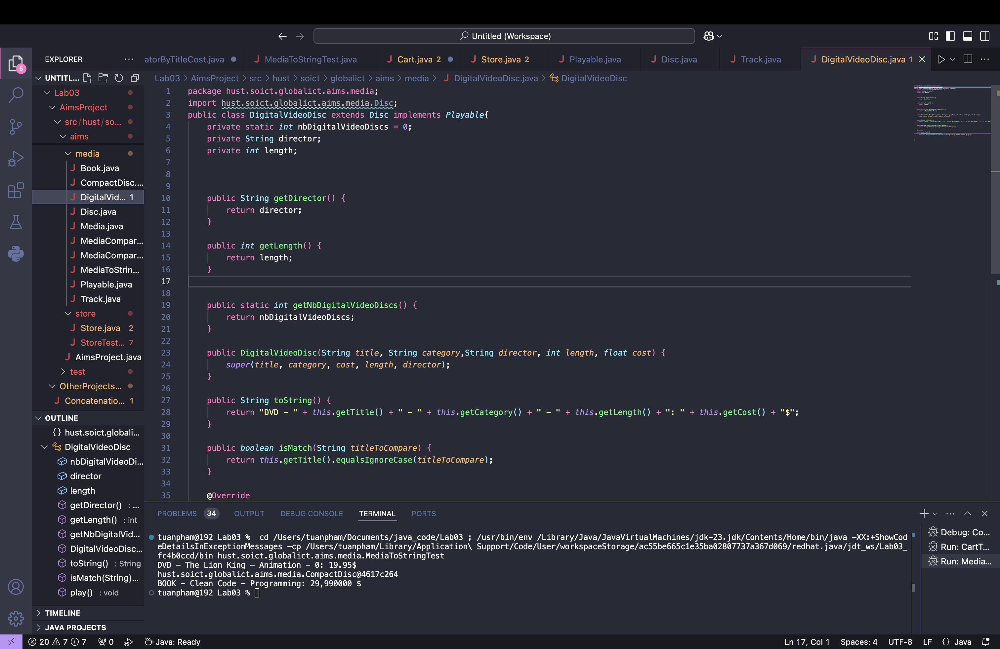 Untitled (Workspace)
EXPLORER
atorByTitleCost.java
MediaToStringTest.java
Cart.java 2
Store.java 2
Playable.java
Disc.java
Track.java
DigitalVideoDisc.java 1
5
UNTITL...
Lab03
AimsProject
src/hust/so...
aims
media
Book.java
CompactDisc....
DigitalVid... 1
Disc.java
Media.java
MediaCompar...
MediaCompar...
MediaToStrin...
Playable.java
Track.java
store
Store.java 2
StoreTest... 7
AimsProject.java
test
OtherProjects...
Concatenatio... 1
OUTLINE
{} hust.soict.globali...
DigitalVideoDisc
nbDigitalVideoDi...
director
length
getDirector() : ...
getLength() : int
getNbDigitalVid...
DigitalVideoDisc...
toString() : String
isMatch(String)...
play() : void
TIMELINE
JAVA PROJECTS
Lab03 > AimsProject > src > hust > soict > globalict > aims > media > DigitalVideoDisc.java > DigitalVideoDisc
1 package hust.soict.globalict.aims.media;
2 import hust.soict.globalict.aims.media.Disc;
3 public class DigitalVideoDisc extends Disc implements Playable{
4 private static int nbDigitalVideoDiscs = 0;
5 private String director;
6 private int length;
7
8
9
10 public String getDirector() {
11 return director;
12 }
13
14 public int getLength() {
15 return length;
16 }
17
18
19 public static int getNbDigitalVideoDiscs() {
20 return nbDigitalVideoDiscs;
21 }
22
23 public DigitalVideoDisc(String title, String category,String director, int length, float cost) {
24 super(title, category, cost, length, director);
25 }
26
27 public String toString() {
28 return "DVD - " + this.getTitle() + " - " + this.getCategory() + " - " + this.getLength() + ": " + this.getCost() + "$";
29 }
30
31 public boolean isMatch(String titleToCompare) {
32 return this.getTitle().equalsIgnoreCase(titleToCompare);
33 }
34
35 @Override
PROBLEMS 34 OUTPUT DEBUG CONSOLE TERMINAL PORTS
tuanpham@192 Lab03 % cd /Users/tuanpham/Documents/java_code/Lab03 ; /usr/bin/env /Library/Java/JavaVirtualMachines/jdk-23.jdk/Contents/Home/bin/java -XX:+ShowCod
eDetailsInExceptionMessages -cp /Users/tuanpham/Library/Application\ Support/Code/User/workspaceStorage/ac55be665c1e35ba02807737a367d069/redhat.java/jdt_ws/Lab03_
fc4b0ccd/bin hust.soict.globalict.aims.media.MediaToStringTest
DVD - The Lion King - Animation - 0: 19.95$
hust.soict.globalict.aims.media.CompactDisc@4617c264
BOOK - Clean Code - Programming: 29,990000 $
tuanpham@192 Lab03 %
Debug: Co...
Run: CartT...
Run: Media...
20 7 7 0 Java: Ready
Ln 17, Col 1 Spaces: 4 UTF-8 LF {} Java